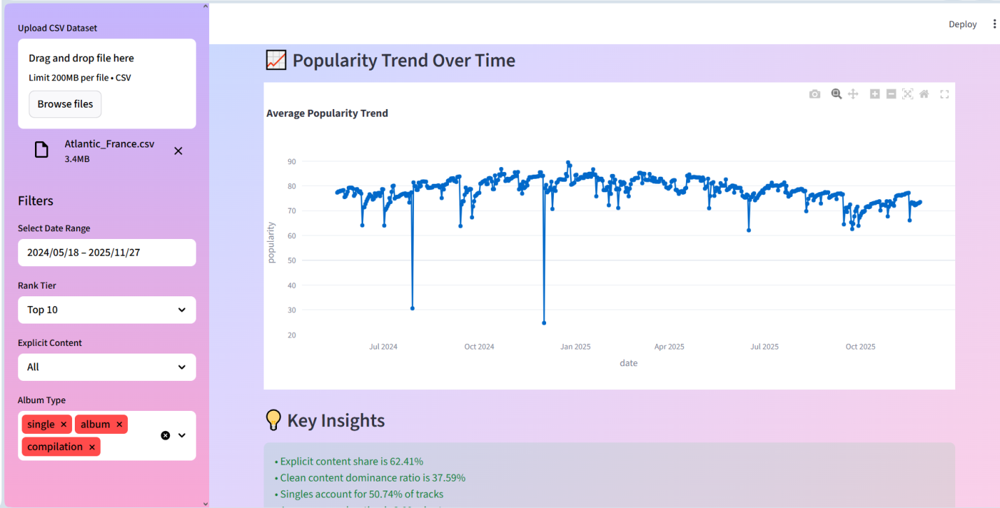 Upload CSV Dataset
Drag and drop file here
Limit 200MB per file • CSV
Browse files
Atlantic_France.csv
3.4MB
Filters
Select Date Range
2024/05/18 – 2025/11/27
Rank Tier
Top 10
Explicit Content
All
Album Type
single
album
compilation
Deploy
Popularity Trend Over Time
Average Popularity Trend
90
80
70
60
50
40
30
20
popularity
Jul 2024
Oct 2024
Jan 2025
Apr 2025
Jul 2025
Oct 2025
date
Key Insights
• Explicit content share is 62.41%
• Clean content dominance ratio is 37.59%
• Singles account for 50.74% of tracks